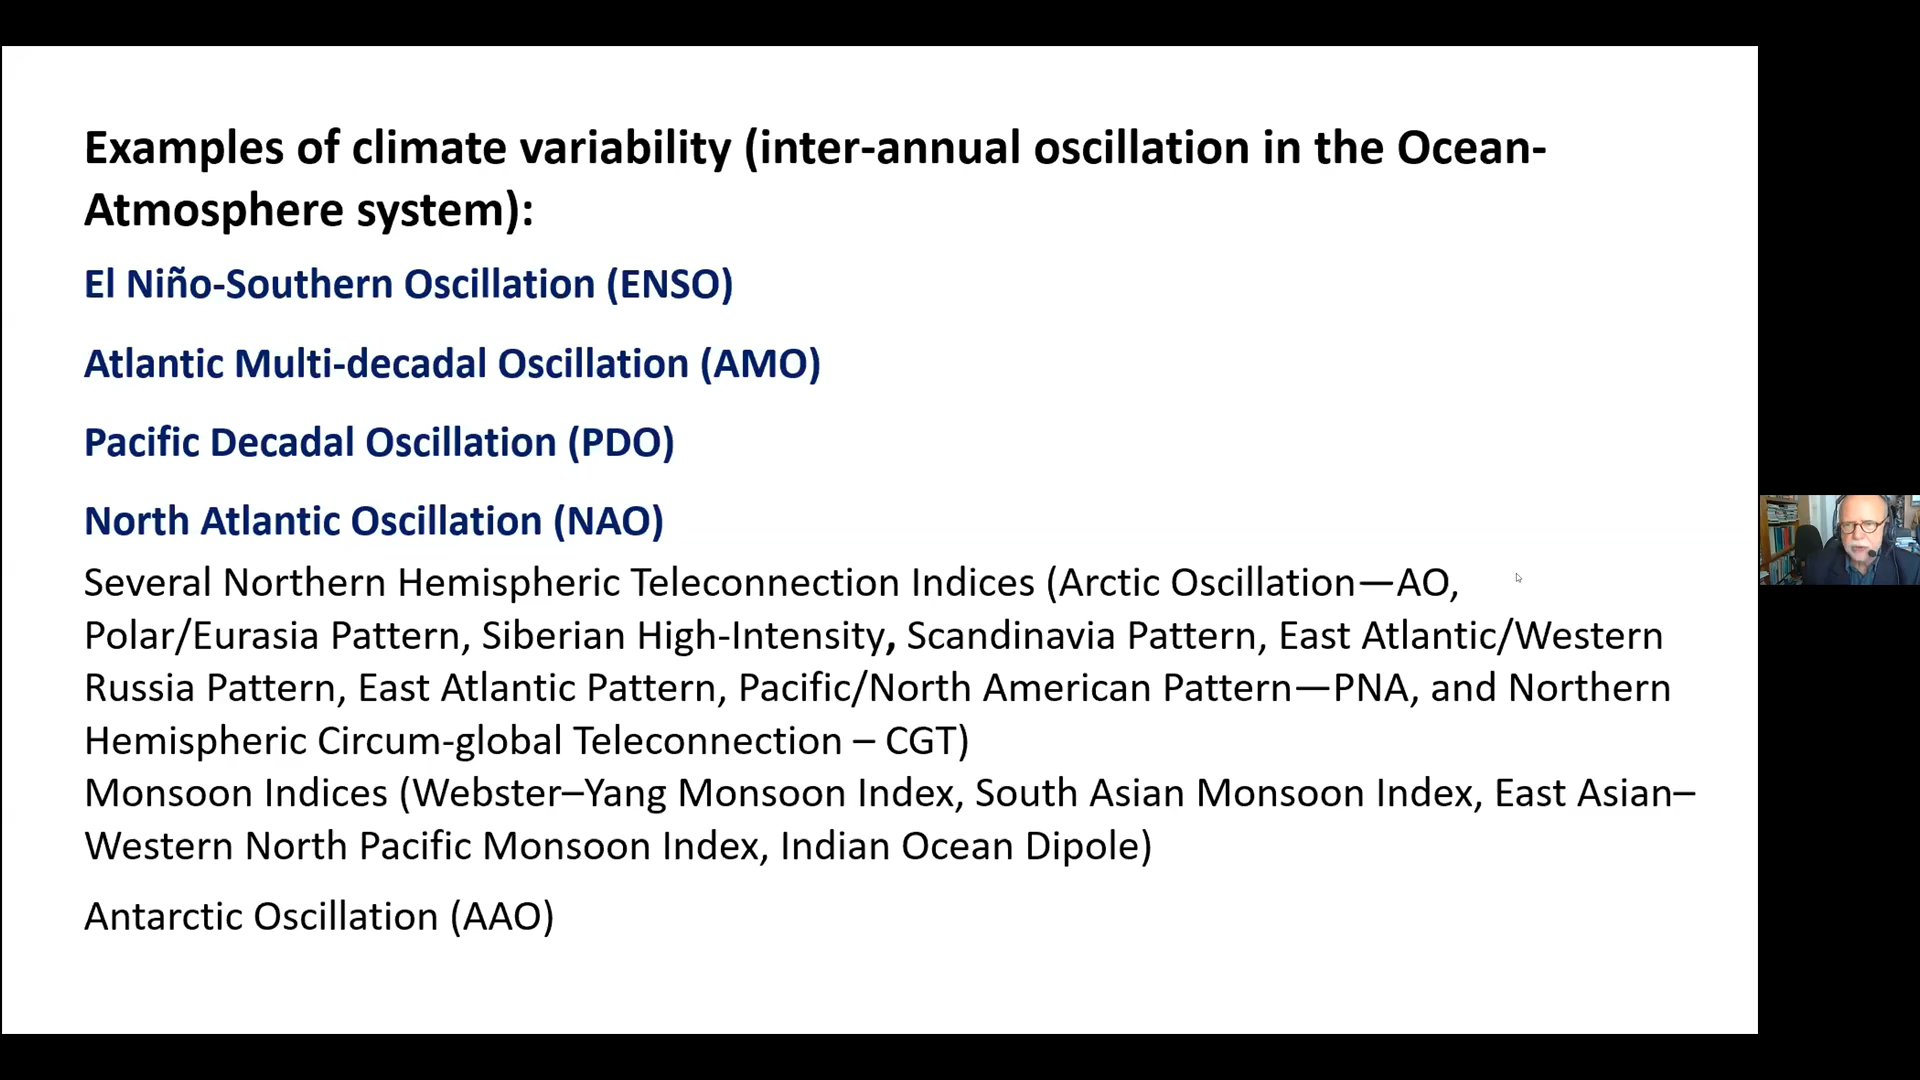 Examples of climate variability (inter-annual oscillation in the Ocean-
Atmosphere system):
El Niño-Southern Oscillation (ENSO)
Atlantic Multi-decadal Oscillation (AMO)
Pacific Decadal Oscillation (PDO)
North Atlantic Oscillation (NAO)
Several Northern Hemispheric Teleconnection Indices (Arctic Oscillation—AO,
Polar/Eurasia Pattern, Siberian High-Intensity, Scandinavia Pattern, East Atlantic/Western
Russia Pattern, East Atlantic Pattern, Pacific/North American Pattern—PNA, and Northern
Hemispheric Circum-global Teleconnection – CGT)
Monsoon Indices (Webster–Yang Monsoon Index, South Asian Monsoon Index, East Asian–
Western North Pacific Monsoon Index, Indian Ocean Dipole)
Antarctic Oscillation (AAO)